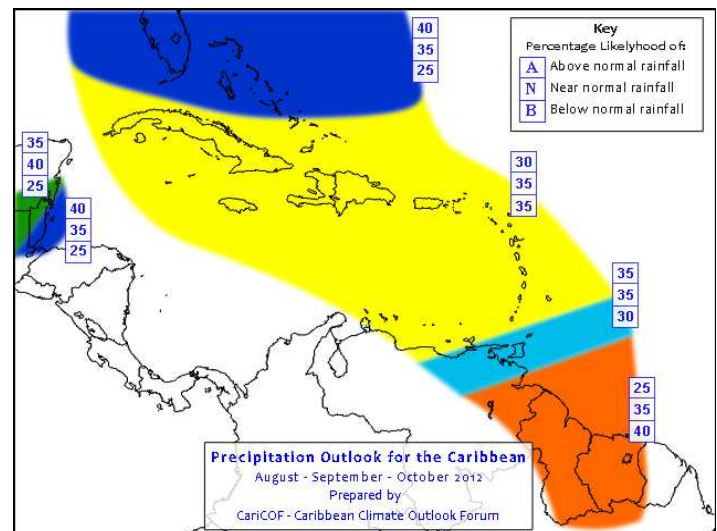 40
35
25
Key
Percentage Likelyhood of:
A Above normal rainfall
N Near normal rainfall
B Below normal rainfall
35
40
25
30
35
35
40
35
25
35
35
30
25
35
40
Precipitation Outlook for the Caribbean
August - September - October 2012
Prepared by
CariCOF - Caribbean Climate Outlook Forum